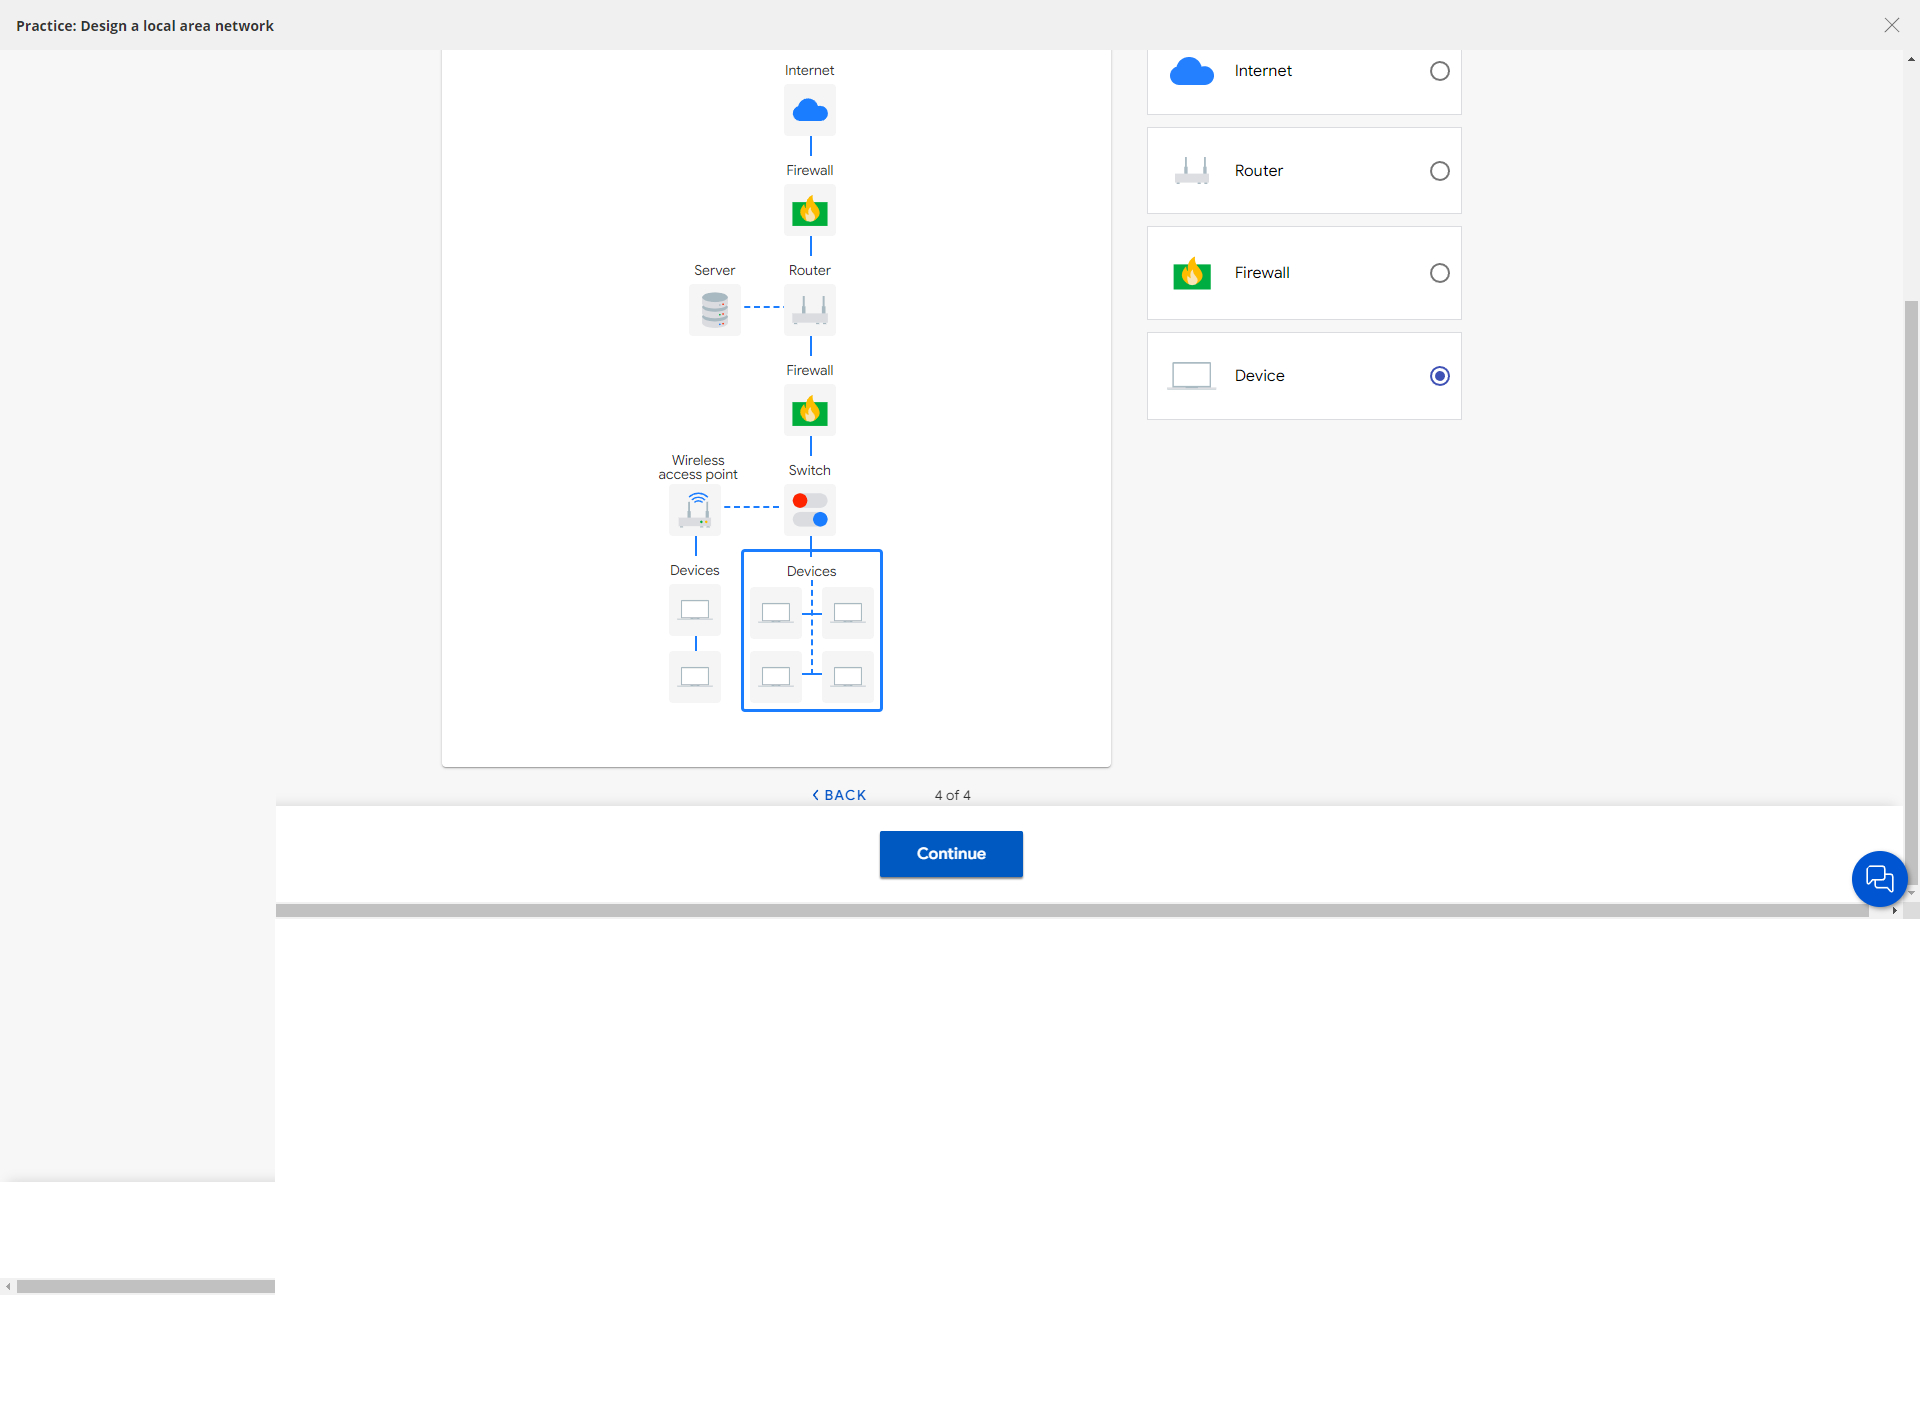 Practice: Design a local area network
Internet
Firewall
Server
Router
Firewall
Wireless
access point
Switch
Devices
Devices
Internet
Router
Firewall
Device
BACK
4 of 4
Continue